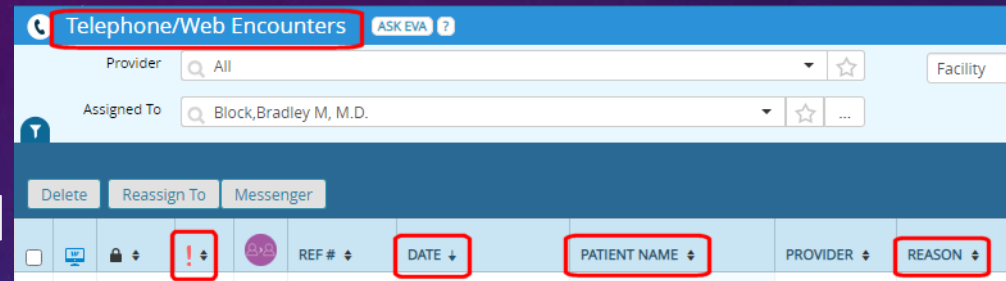 Telephone/Web Encounters ASK EVA ?
Provider All Facility
Assigned To Block,Bradley M, M.D. ...
Delete Reassign To Messenger
W ! REF # DATE PATIENT NAME PROVIDER REASON